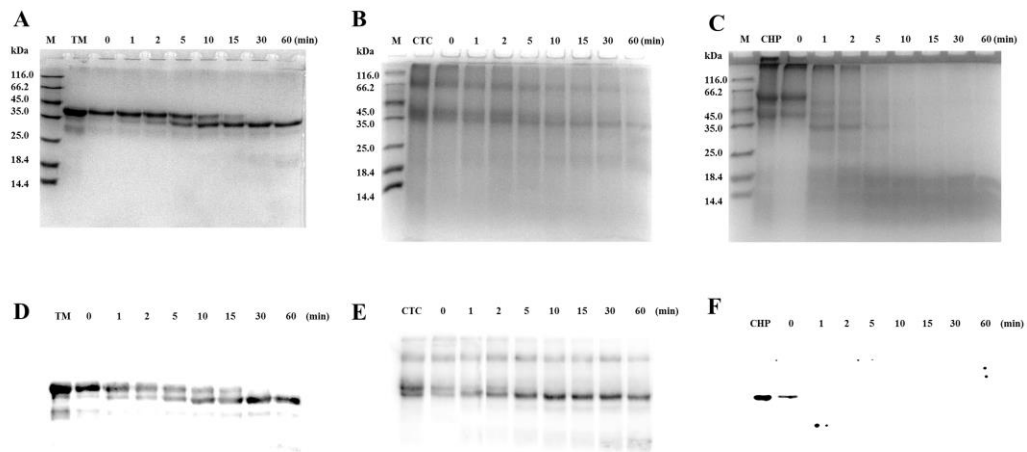 A
M TM 0 1 2 5 10 15 30 60 (min)
kDa
116.0
66.2
45.0
35.0
25.0
18.4
14.4
B
M CTC 0 1 2 5 10 15 30 60 (min)
kDa
116.0
66.2
45.0
35.0
25.0
18.4
14.4
C
M CHP 0 1 2 5 10 15 30 60 (min)
kDa
116.0
66.2
45.0
35.0
25.0
18.4
14.4
D
TM 0 1 2 5 10 15 30 60 (min)
E
CTC 0 1 2 5 10 15 30 60 (min)
F
CHP 0 1 2 5 10 15 30 60 (min)